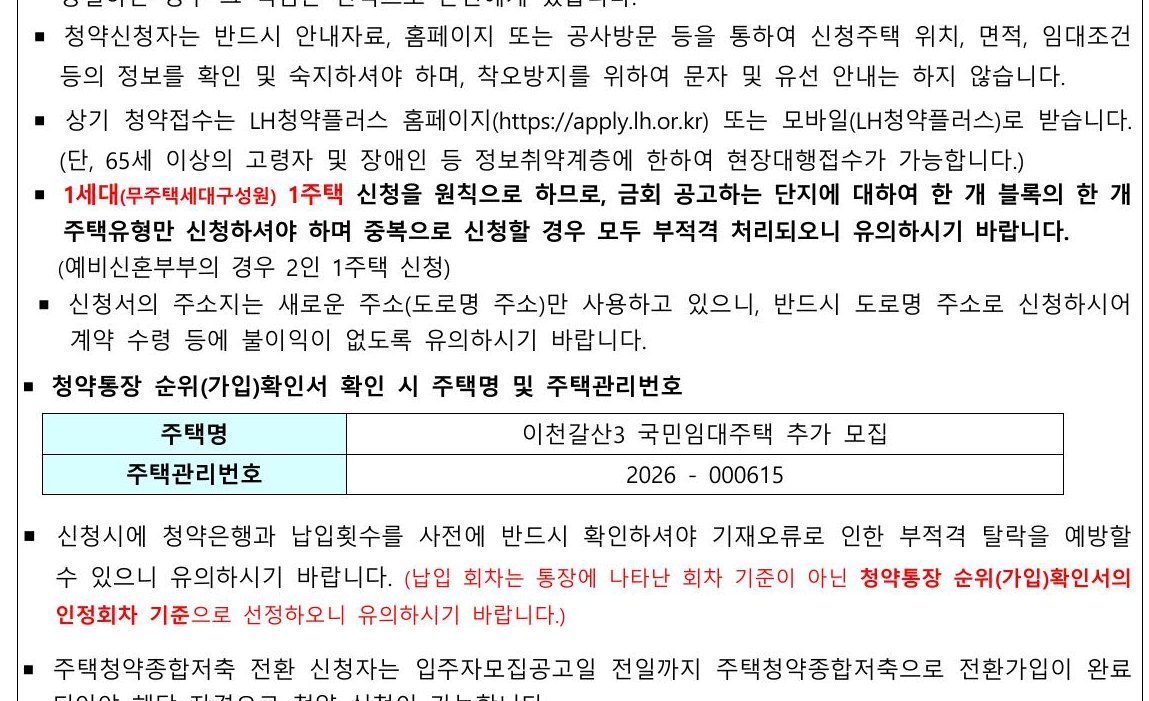 ■ 청약신청자는 반드시 안내자료, 홈페이지 또는 공사방문 등을 통하여 신청주택 위치, 면적, 임대조건
등의 정보를 확인 및 숙지하셔야 하며, 착오방지를 위하여 문자 및 유선 안내는 하지 않습니다.
■ 상기 청약접수는 LH청약플러스 홈페이지(https://apply.lh.or.kr) 또는 모바일(LH청약플러스)로 받습니다.
(단, 65세 이상의 고령자 및 장애인 등 정보취약계층에 한하여 현장대행접수가 가능합니다.)
■ 1세대(무주택세대구성원) 1주택 신청을 원칙으로 하므로, 금회 공고하는 단지에 대하여 한 개 블록의 한 개
주택유형만 신청하셔야 하며 중복으로 신청할 경우 모두 부적격 처리되오니 유의하시기 바랍니다.
(예비신혼부부의 경우 2인 1주택 신청)
■ 신청서의 주소지는 새로운 주소(도로명 주소)만 사용하고 있으니, 반드시 도로명 주소로 신청하시어
계약 수령 등에 불이익이 없도록 유의하시기 바랍니다.
■ 청약통장 순위(가입)확인서 확인 시 주택명 및 주택관리번호
주택명 이천갈산3 국민임대주택 추가 모집
주택관리번호 2026 - 000615
■ 신청시에 청약은행과 납입횟수를 사전에 반드시 확인하셔야 기재오류로 인한 부적격 탈락을 예방할
수 있으니 유의하시기 바랍니다. (납입 회차는 통장에 나타난 회차 기준이 아닌 청약통장 순위(가입)확인서의
인정회차 기준으로 선정하오니 유의하시기 바랍니다.)
■ 주택청약종합저축 전환 신청자는 입주자모집공고일 전일까지 주택청약종합저축으로 전환가입이 완료